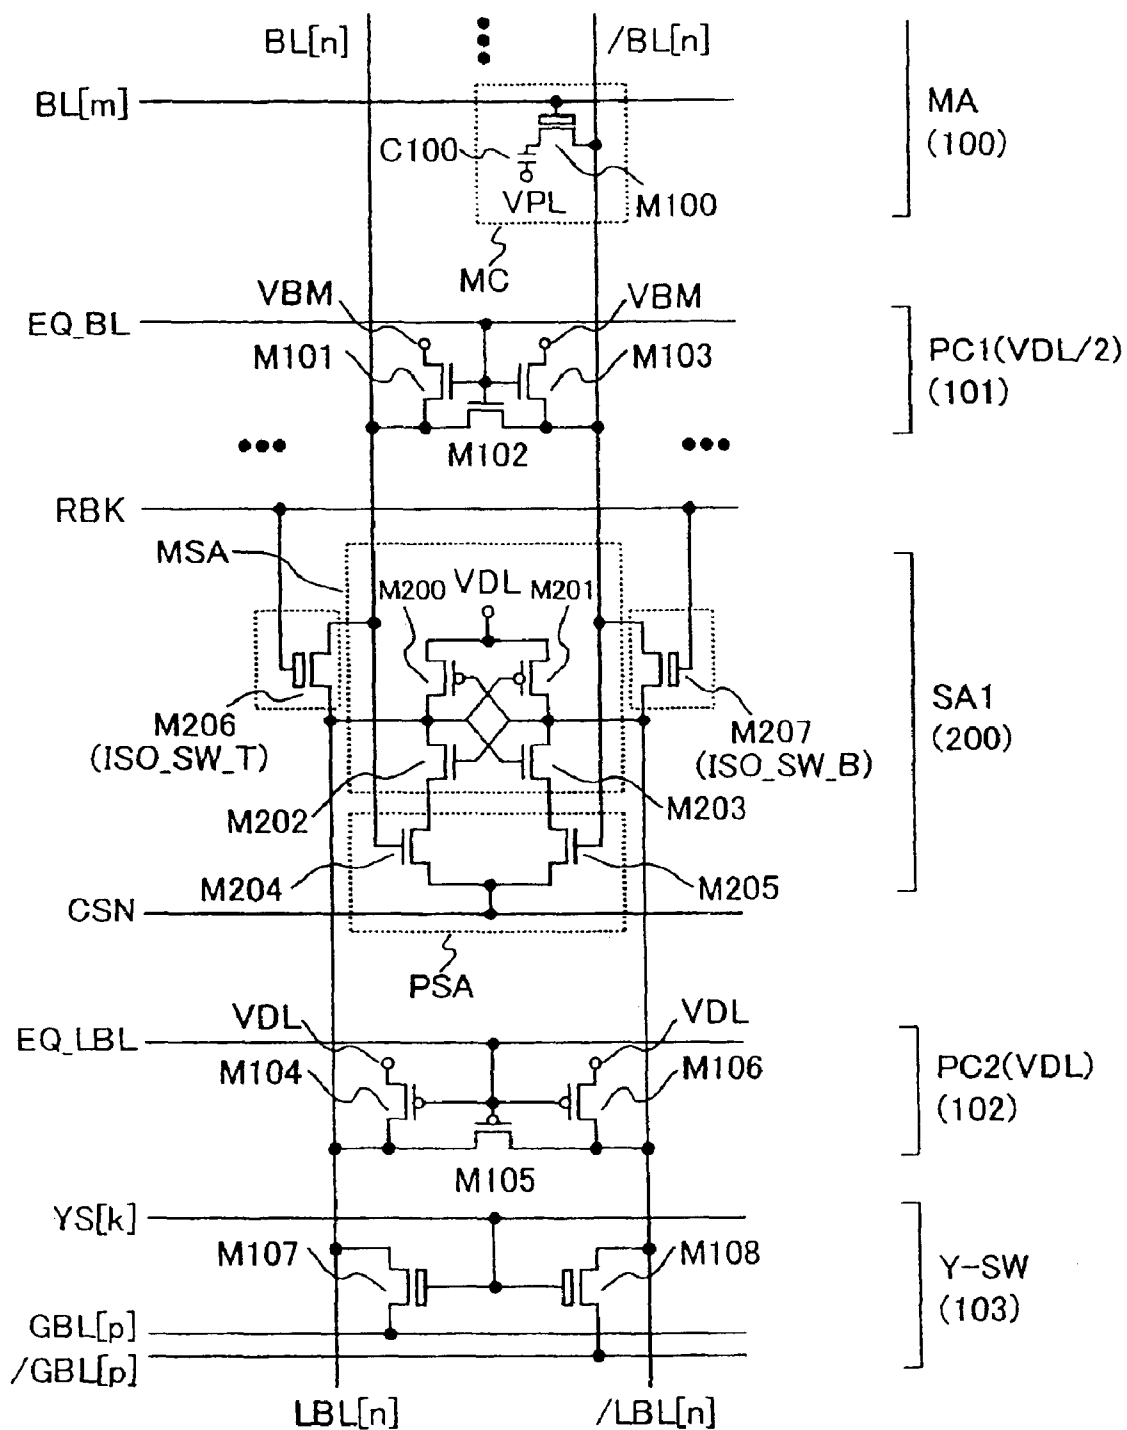 BL[n] /BL[n]
BL[m]
MA
(100)
C100
VPL
M100
MC
VBM VBM
EQ_BL
M101 M103
PC1(VDL/2)
(101)
M102
RBK
MSA
M200 VDL M201
M206
(ISO_SW_T)
M207
(ISO_SW_B)
SA1
(200)
M202 M203
M204 M205
CSN
PSA
VDL VDL
EQ_LBL
M104 M106
PC2(VDL)
(102)
M105
YS[k]
M107 M108
Y-SW
(103)
GBL[p]
/GBL[p]
LBL[n] /LBL[n]